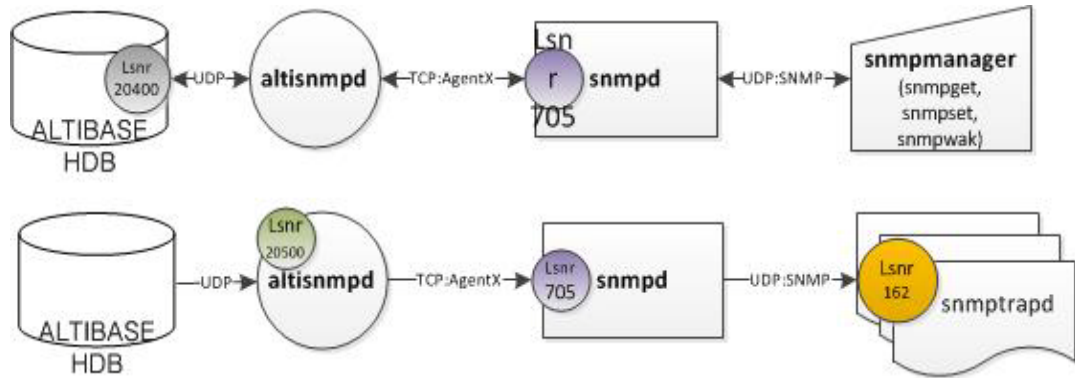 Lsnr
20400
ALTIBASE
HDB
UDP
altisnmpd
TCP:AgentX
Lsn
r
705
snmpd
UDP:SNMP
snmpmanager
(snmpget,
snmpset,
snmpwak)
ALTIBASE
HDB
UDP
Lsnr
20500
altisnmpd
TCP:AgentX
Lsnr
705
snmpd
UDP:SNMP
Lsnr
162
snmptrapd